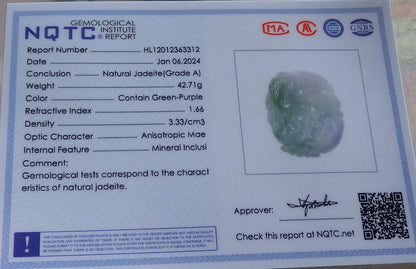 NQTC GEMOLOGICAL
INSTITUTE
REPORT
MA
GNRS
Report Number HL12012363312
Date Jan 06.2024
Conclusion Natural Jadeite(Grade A)
Weight 42.71g
Color Contain Green-Purple
Refractive Index 1.66
Density 3.33/cm3
Optic Character Anisotropic Mae
Internal Feature Mineral Inclusi
Comment:
Gemological tests correspond to the charact
eristics of natural jadeite.
Approver:
Check this report at NQTC.net